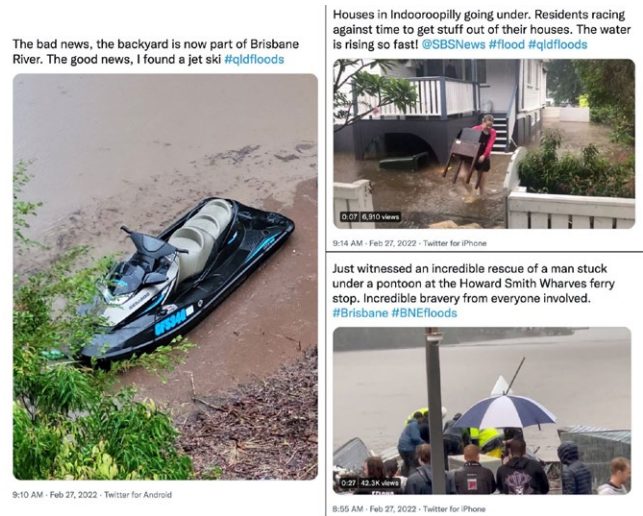 The bad news, the backyard is now part of Brisbane
River. The good news, I found a jet ski #qldfloods
9:10 AM · Feb 27, 2022 · Twitter for Android
Houses in Indooroopilly going under. Residents racing
against time to get stuff out of their houses. The water
is rising so fast! @SBSNews #flood #qldfloods
0:07 6,910 views
9:14 AM · Feb 27, 2022 · Twitter for iPhone
Just witnessed an incredible rescue of a man stuck
under a pontoon at the Howard Smith Wharves ferry
stop. Incredible bravery from everyone involved.
#Brisbane #BNEfloods
0:27 42.3K views
8:55 AM · Feb 27, 2022 · Twitter for iPhone